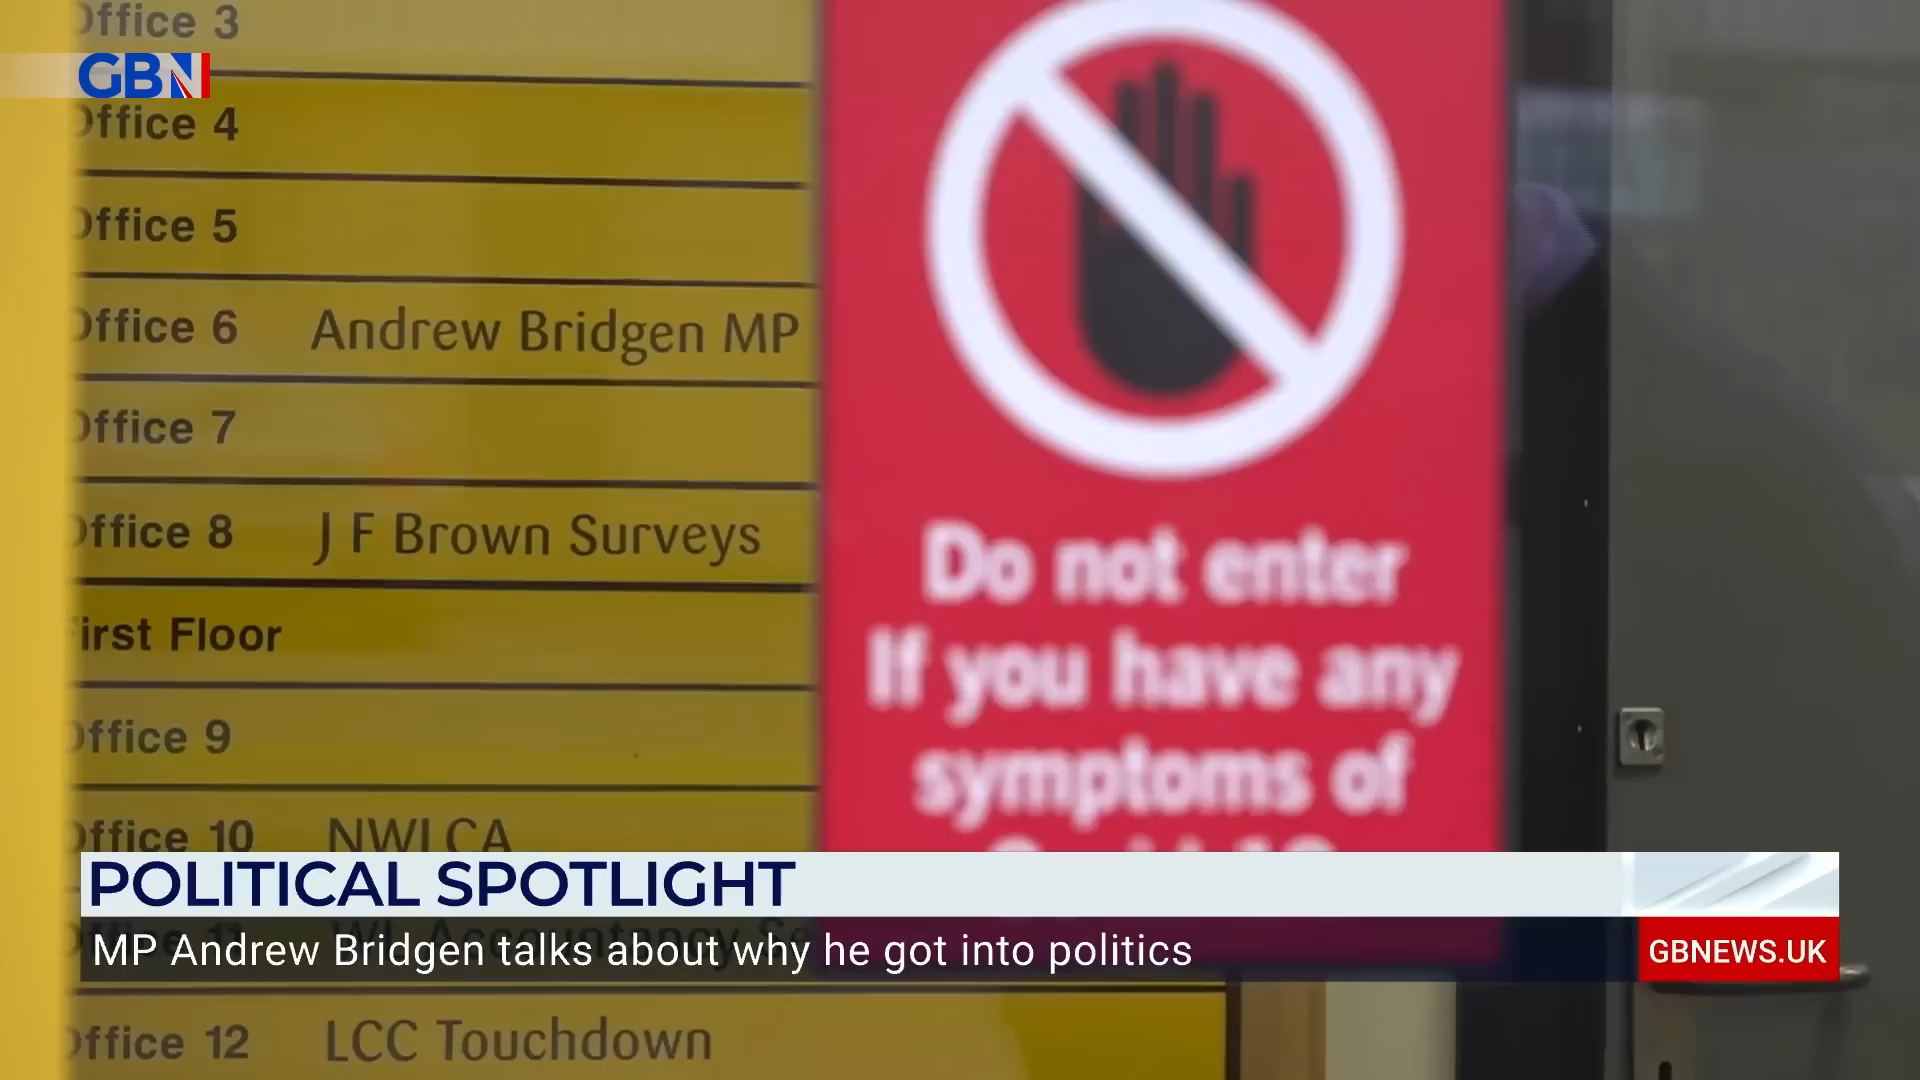 Office 3
GBN
Office 4
Office 5
Office 6 Andrew Bridgen MP
Office 7
Office 8 J F Brown Surveys
First Floor
Office 9
Office 10 NWLCA
Office 12 LCC Touchdown
Do not enter
If you have any
symptoms of
POLITICAL SPOTLIGHT
MP Andrew Bridgen talks about why he got into politics
GBNEWS.UK